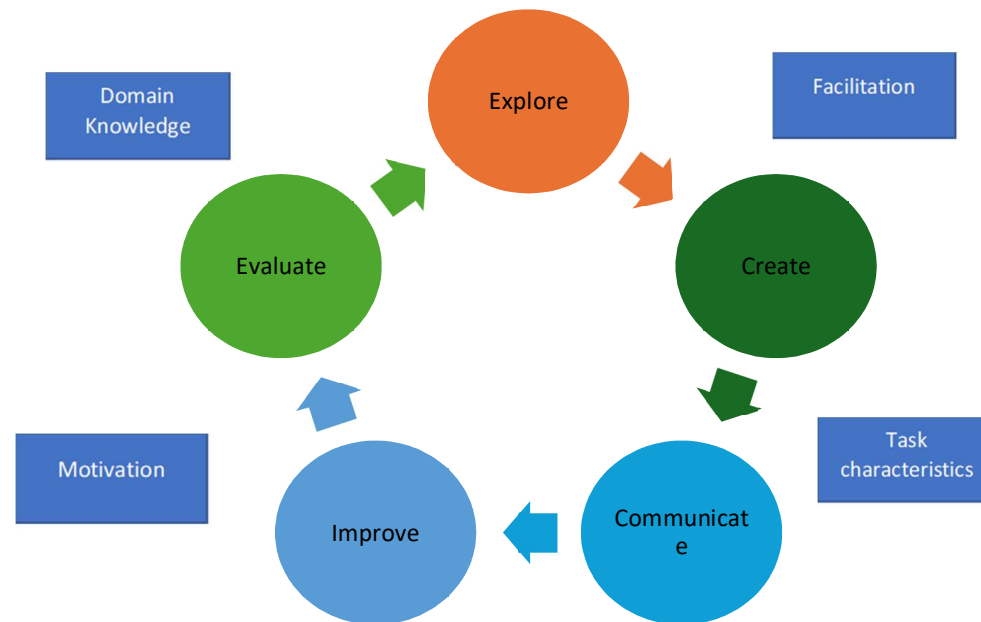 Explore
Facilitation
Domain
Knowledge
Evaluate
Create
Motivation
Task
characteristics
Improve
Communicat
e